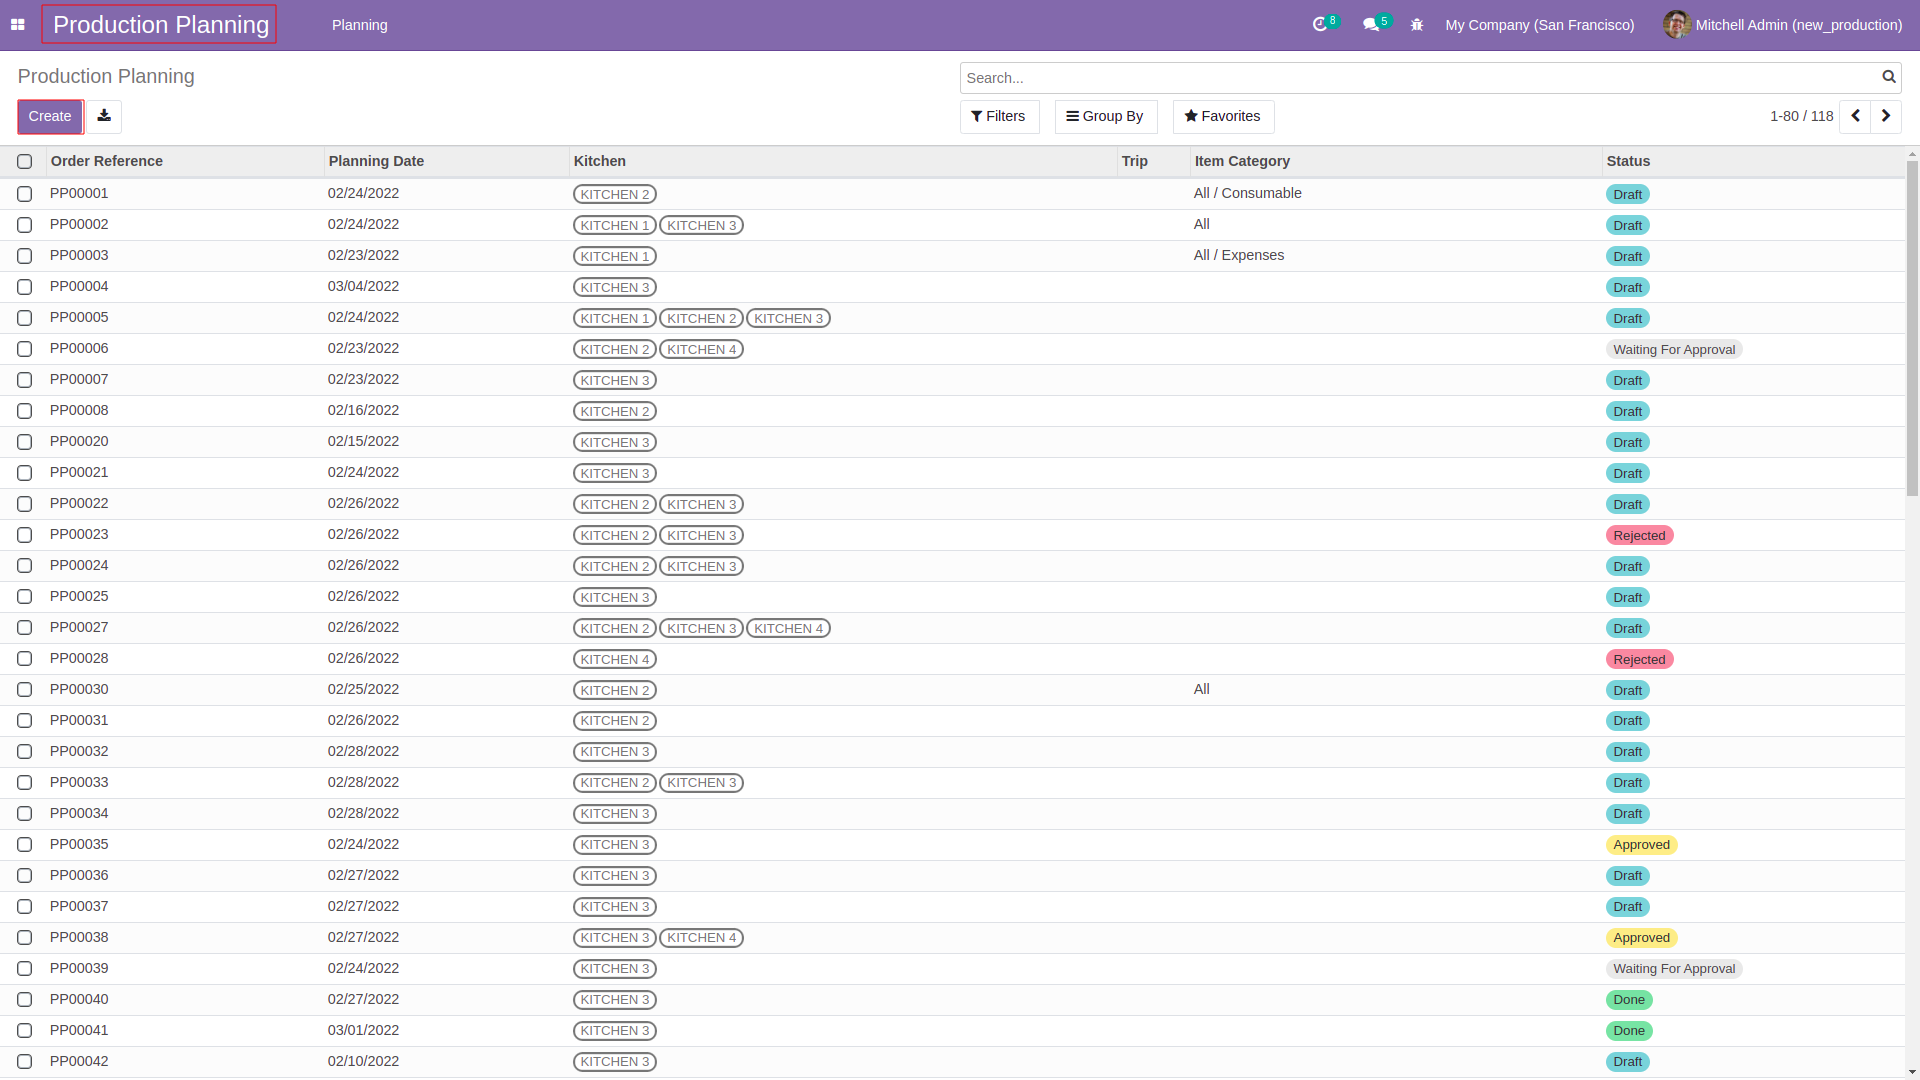 Production Planning Planning 8 5 My Company (San Francisco) Mitchell Admin (new_production)
Production Planning Search...
Create Filters Group By Favorites 1-80 / 118
Order Reference Planning Date Kitchen Trip Item Category Status
PP00001 02/24/2022 KITCHEN 2 All / Consumable Draft
PP00002 02/24/2022 KITCHEN 1 KITCHEN 3 All Draft
PP00003 02/23/2022 KITCHEN 1 All / Expenses Draft
PP00004 03/04/2022 KITCHEN 3 Draft
PP00005 02/24/2022 KITCHEN 1 KITCHEN 2 KITCHEN 3 Draft
PP00006 02/23/2022 KITCHEN 2 KITCHEN 4 Waiting For Approval
PP00007 02/23/2022 KITCHEN 3 Draft
PP00008 02/16/2022 KITCHEN 2 Draft
PP00020 02/15/2022 KITCHEN 3 Draft
PP00021 02/24/2022 KITCHEN 3 Draft
PP00022 02/26/2022 KITCHEN 2 KITCHEN 3 Draft
PP00023 02/26/2022 KITCHEN 2 KITCHEN 3 Rejected
PP00024 02/26/2022 KITCHEN 2 KITCHEN 3 Draft
PP00025 02/26/2022 KITCHEN 3 Draft
PP00027 02/26/2022 KITCHEN 2 KITCHEN 3 KITCHEN 4 Draft
PP00028 02/26/2022 KITCHEN 4 Rejected
PP00030 02/25/2022 KITCHEN 2 All Draft
PP00031 02/26/2022 KITCHEN 2 Draft
PP00032 02/28/2022 KITCHEN 3 Draft
PP00033 02/28/2022 KITCHEN 2 KITCHEN 3 Draft
PP00034 02/28/2022 KITCHEN 3 Draft
PP00035 02/24/2022 KITCHEN 3 Approved
PP00036 02/27/2022 KITCHEN 3 Draft
PP00037 02/27/2022 KITCHEN 3 Draft
PP00038 02/27/2022 KITCHEN 3 KITCHEN 4 Approved
PP00039 02/24/2022 KITCHEN 3 Waiting For Approval
PP00040 02/27/2022 KITCHEN 3 Done
PP00041 03/01/2022 KITCHEN 3 Done
PP00042 02/10/2022 KITCHEN 3 Draft